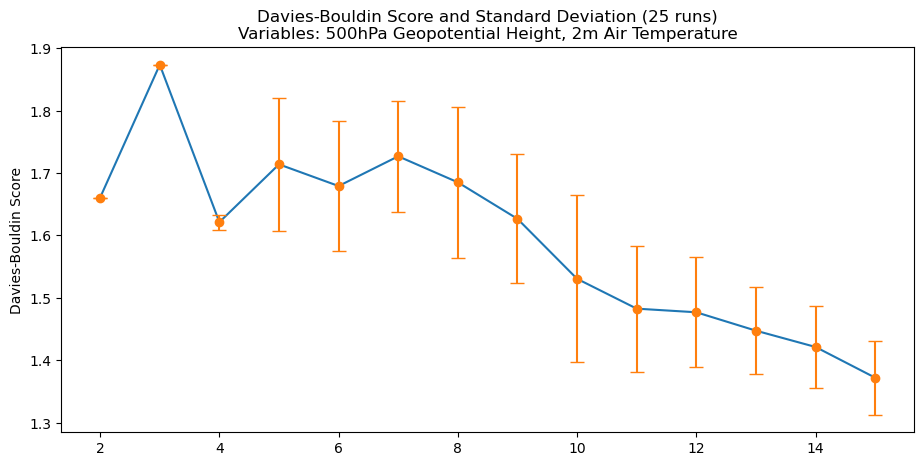 Davies-Bouldin Score and Standard Deviation (25 runs)
Variables: 500hPa Geopotential Height, 2m Air Temperature
Davies-Bouldin Score
1.9
1.8
1.7
1.6
1.5
1.4
1.3
2 4 6 8 10 12 14